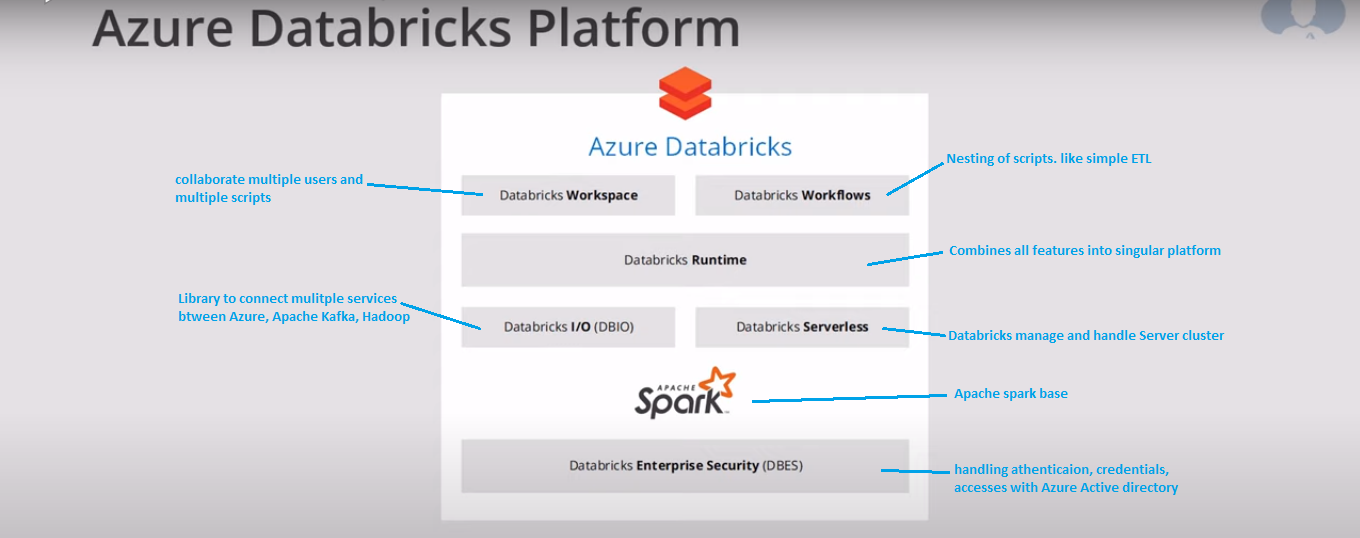 Azure Databricks Platform
Azure Databricks
Nesting of scripts. like simple ETL
collaborate multiple users and
multiple scripts
Databricks Workspace
Databricks Workflows
Databricks Runtime
Combines all features into singular platform
Library to connect mulitple services
btween Azure, Apache Kafka, Hadoop
Databricks I/O (DBIO)
Databricks Serverless
Databricks manage and handle Server cluster
APACHE
Spark™
Apache spark base
Databricks Enterprise Security (DBES)
handling athenticaion, credentials,
accesses with Azure Active directory